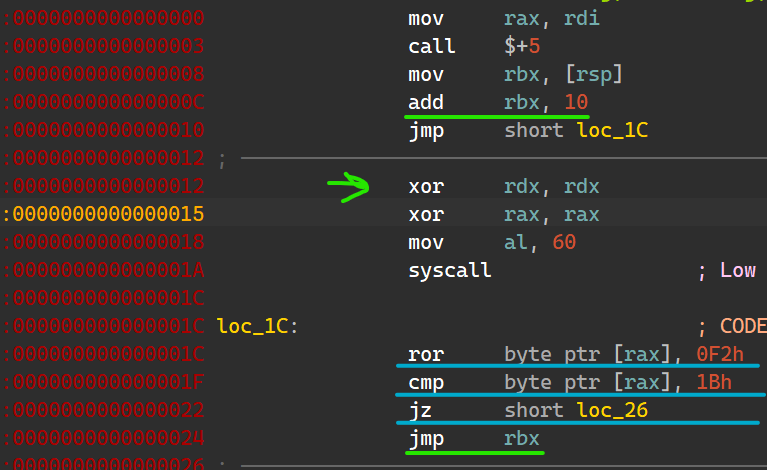 :0000000000000000 mov rax, rdi
:0000000000000003 call $+5
:0000000000000008 mov rbx, [rsp]
:000000000000000C add rbx, 10
:0000000000000010 jmp short loc_1C
:0000000000000012 ;
:0000000000000012 xor rdx, rdx
:0000000000000015 xor rax, rax
:0000000000000018 mov al, 60
:000000000000001A syscall ; Low
:000000000000001C
:000000000000001C loc_1C: ; CODE
:000000000000001C ror byte ptr [rax], 0F2h
:000000000000001F cmp byte ptr [rax], 1Bh
:0000000000000022 jz short loc_26
:0000000000000024 jmp rbx
:0000000000000026 ;